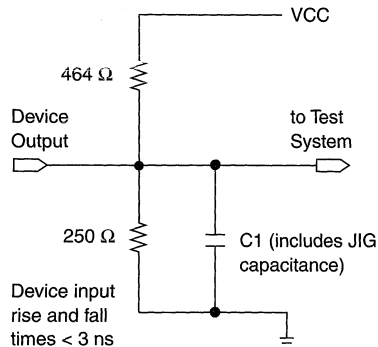 VCC
464 Ω
Device
Output
to Test
System
250 Ω
C1 (includes JIG
capacitance)
Device input
rise and fall
times < 3 ns